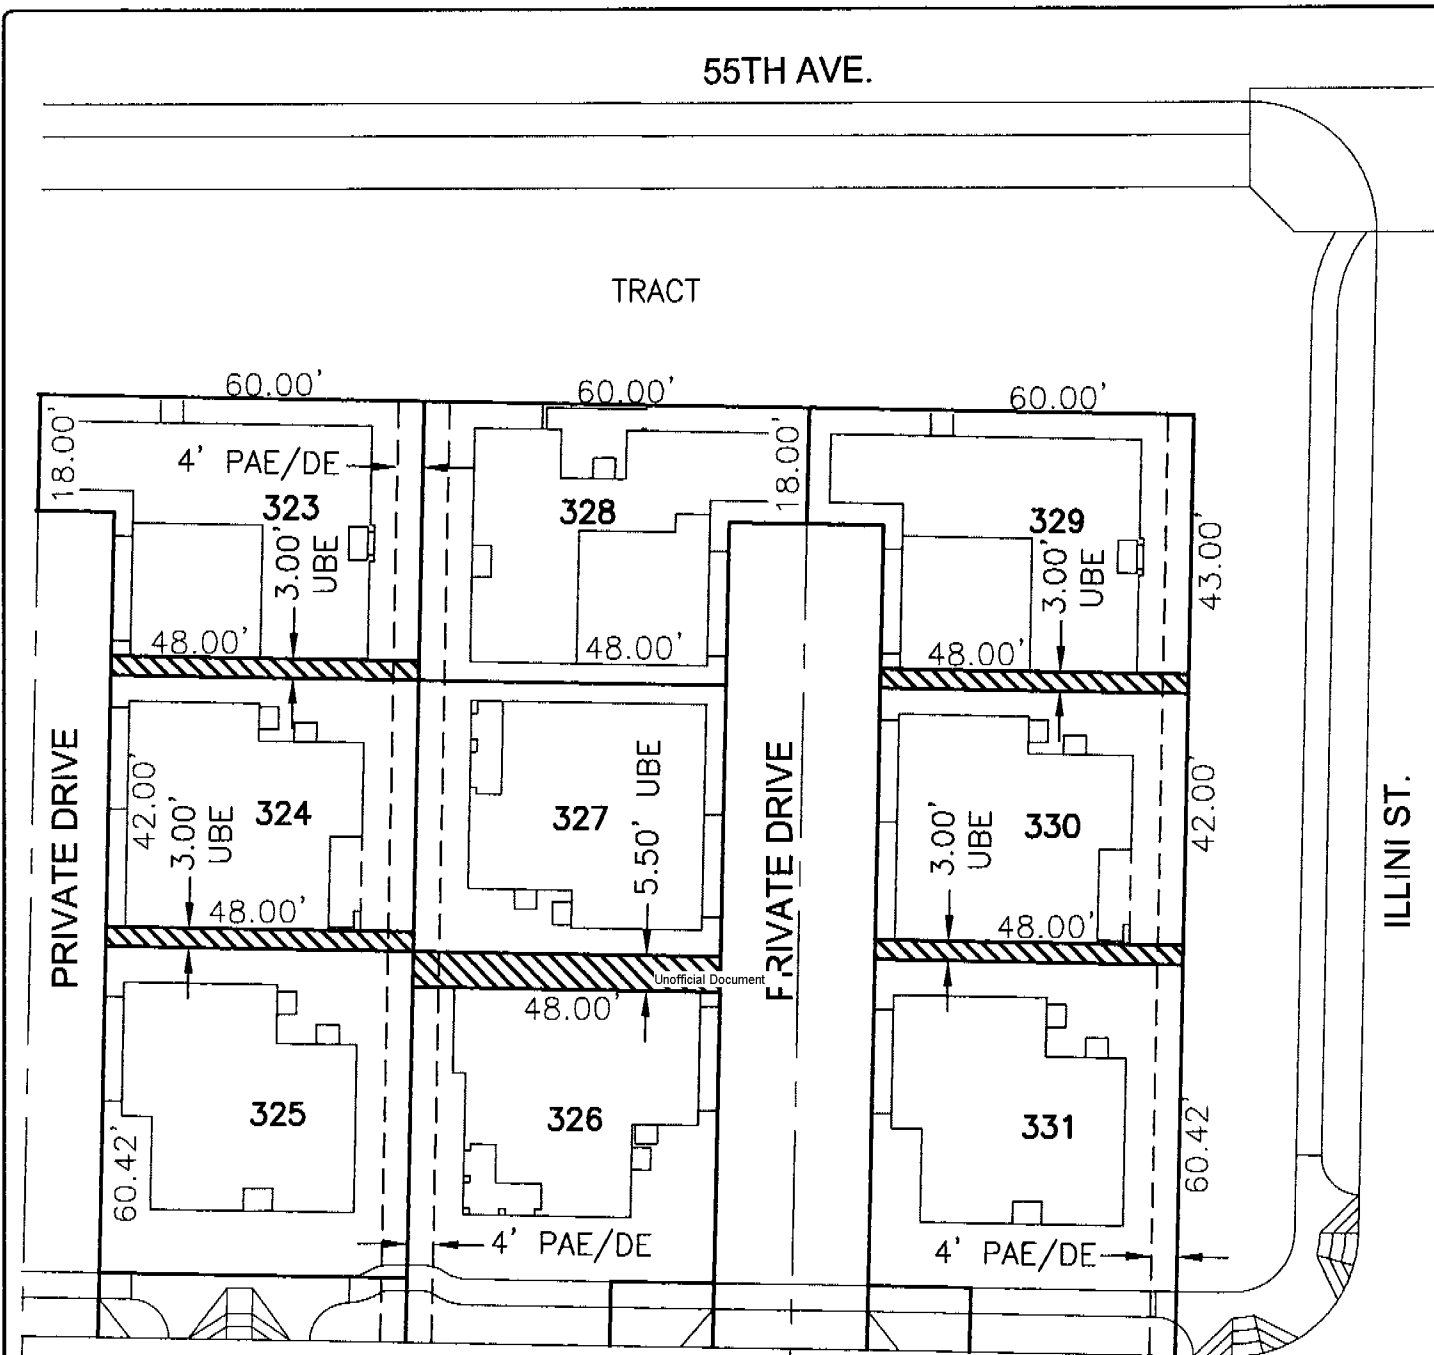 55TH AVE.
TRACT
60.00'
60.00'
60.00'
18.00'
4' PAE/DE
323
3.00'
UBE
328
18.00'
329
3.00'
UBE
43.00'
48.00'
48.00'
48.00'
PRIVATE DRIVE
42.00'
324
3.00'
UBE
48.00'
327
5.50' UBE
PRIVATE DRIVE
330
3.00'
UBE
48.00'
42.00'
ILLINI ST.
Unofficial Document
48.00'
325
60.42'
326
331
60.42'
4' PAE/DE
4' PAE/DE